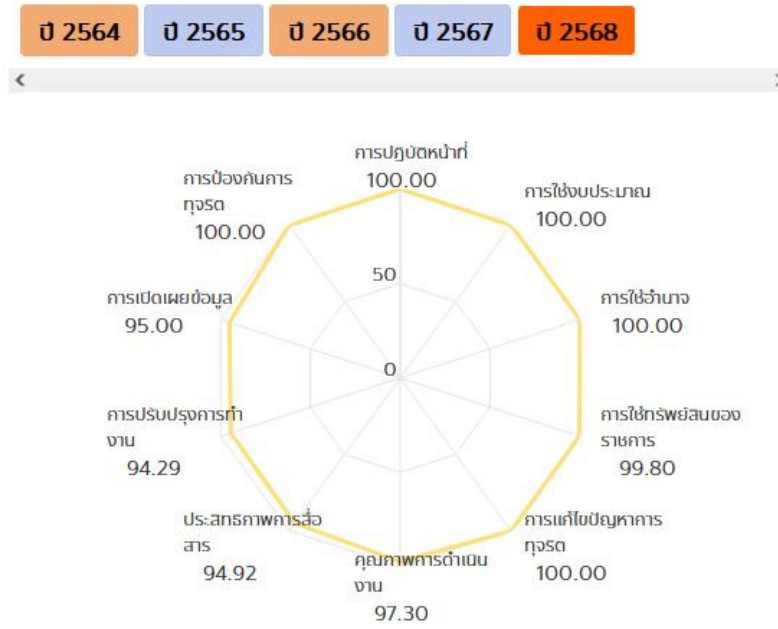 ปี 2564 ปี 2565 ปี 2566 ปี 2567 ปี 2568
การปฏิบัติหน้าที่
100.00
การใช้งบประมาณ
100.00
การใช้อำนาจ
100.00
การใช้ทรัพย์สินของ
ราชการ
99.80
การแก้ไขปัญหาการ
ทุจริต
100.00
คุณภาพการดำเนิน
งาน
97.30
ประสิทธิภาพการสื่อ
สาร
94.92
การปรับปรุงการทำ
งาน
94.29
การเปิดเผยข้อมูล
95.00
การป้องกันการ
ทุจริต
100.00
50
0